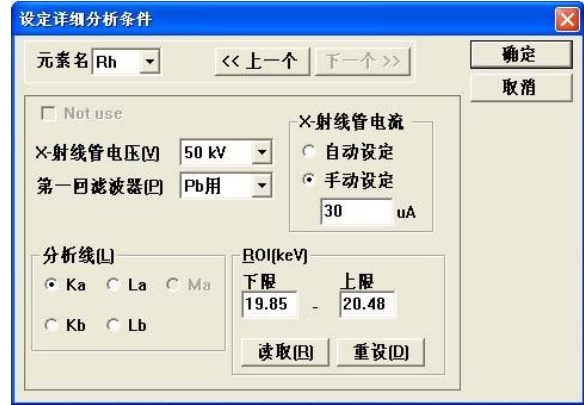 设定详细分析条件
元素名 Rh << 上一个 下一个 >> 确定
取消
Not use
X-射线管电压(V) 50 kV
第一回滤波器(P) Pb用
X-射线管电流
自动设定
手动设定
30 uA
分析线(L)
Ka La Ma
Kb Lb
ROI(keV)
下限 上限
19.85 - 20.48
读取(R) 重设(D)